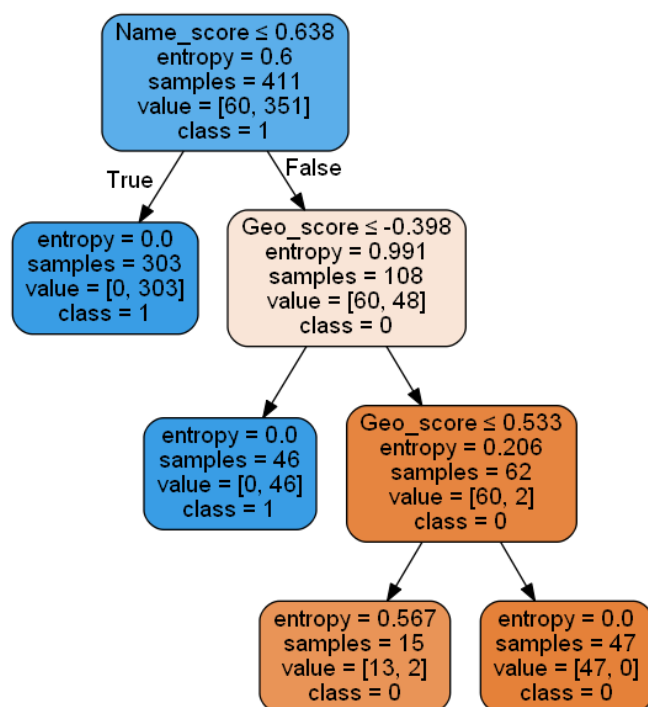 Name_score ≤ 0.638
entropy = 0.6
samples = 411
value = [60, 351]
class = 1
True
False
entropy = 0.0
samples = 303
value = [0, 303]
class = 1
Geo_score ≤ -0.398
entropy = 0.991
samples = 108
value = [60, 48]
class = 0
entropy = 0.0
samples = 46
value = [0, 46]
class = 1
Geo_score ≤ 0.533
entropy = 0.206
samples = 62
value = [60, 2]
class = 0
entropy = 0.567
samples = 15
value = [13, 2]
class = 0
entropy = 0.0
samples = 47
value = [47, 0]
class = 0